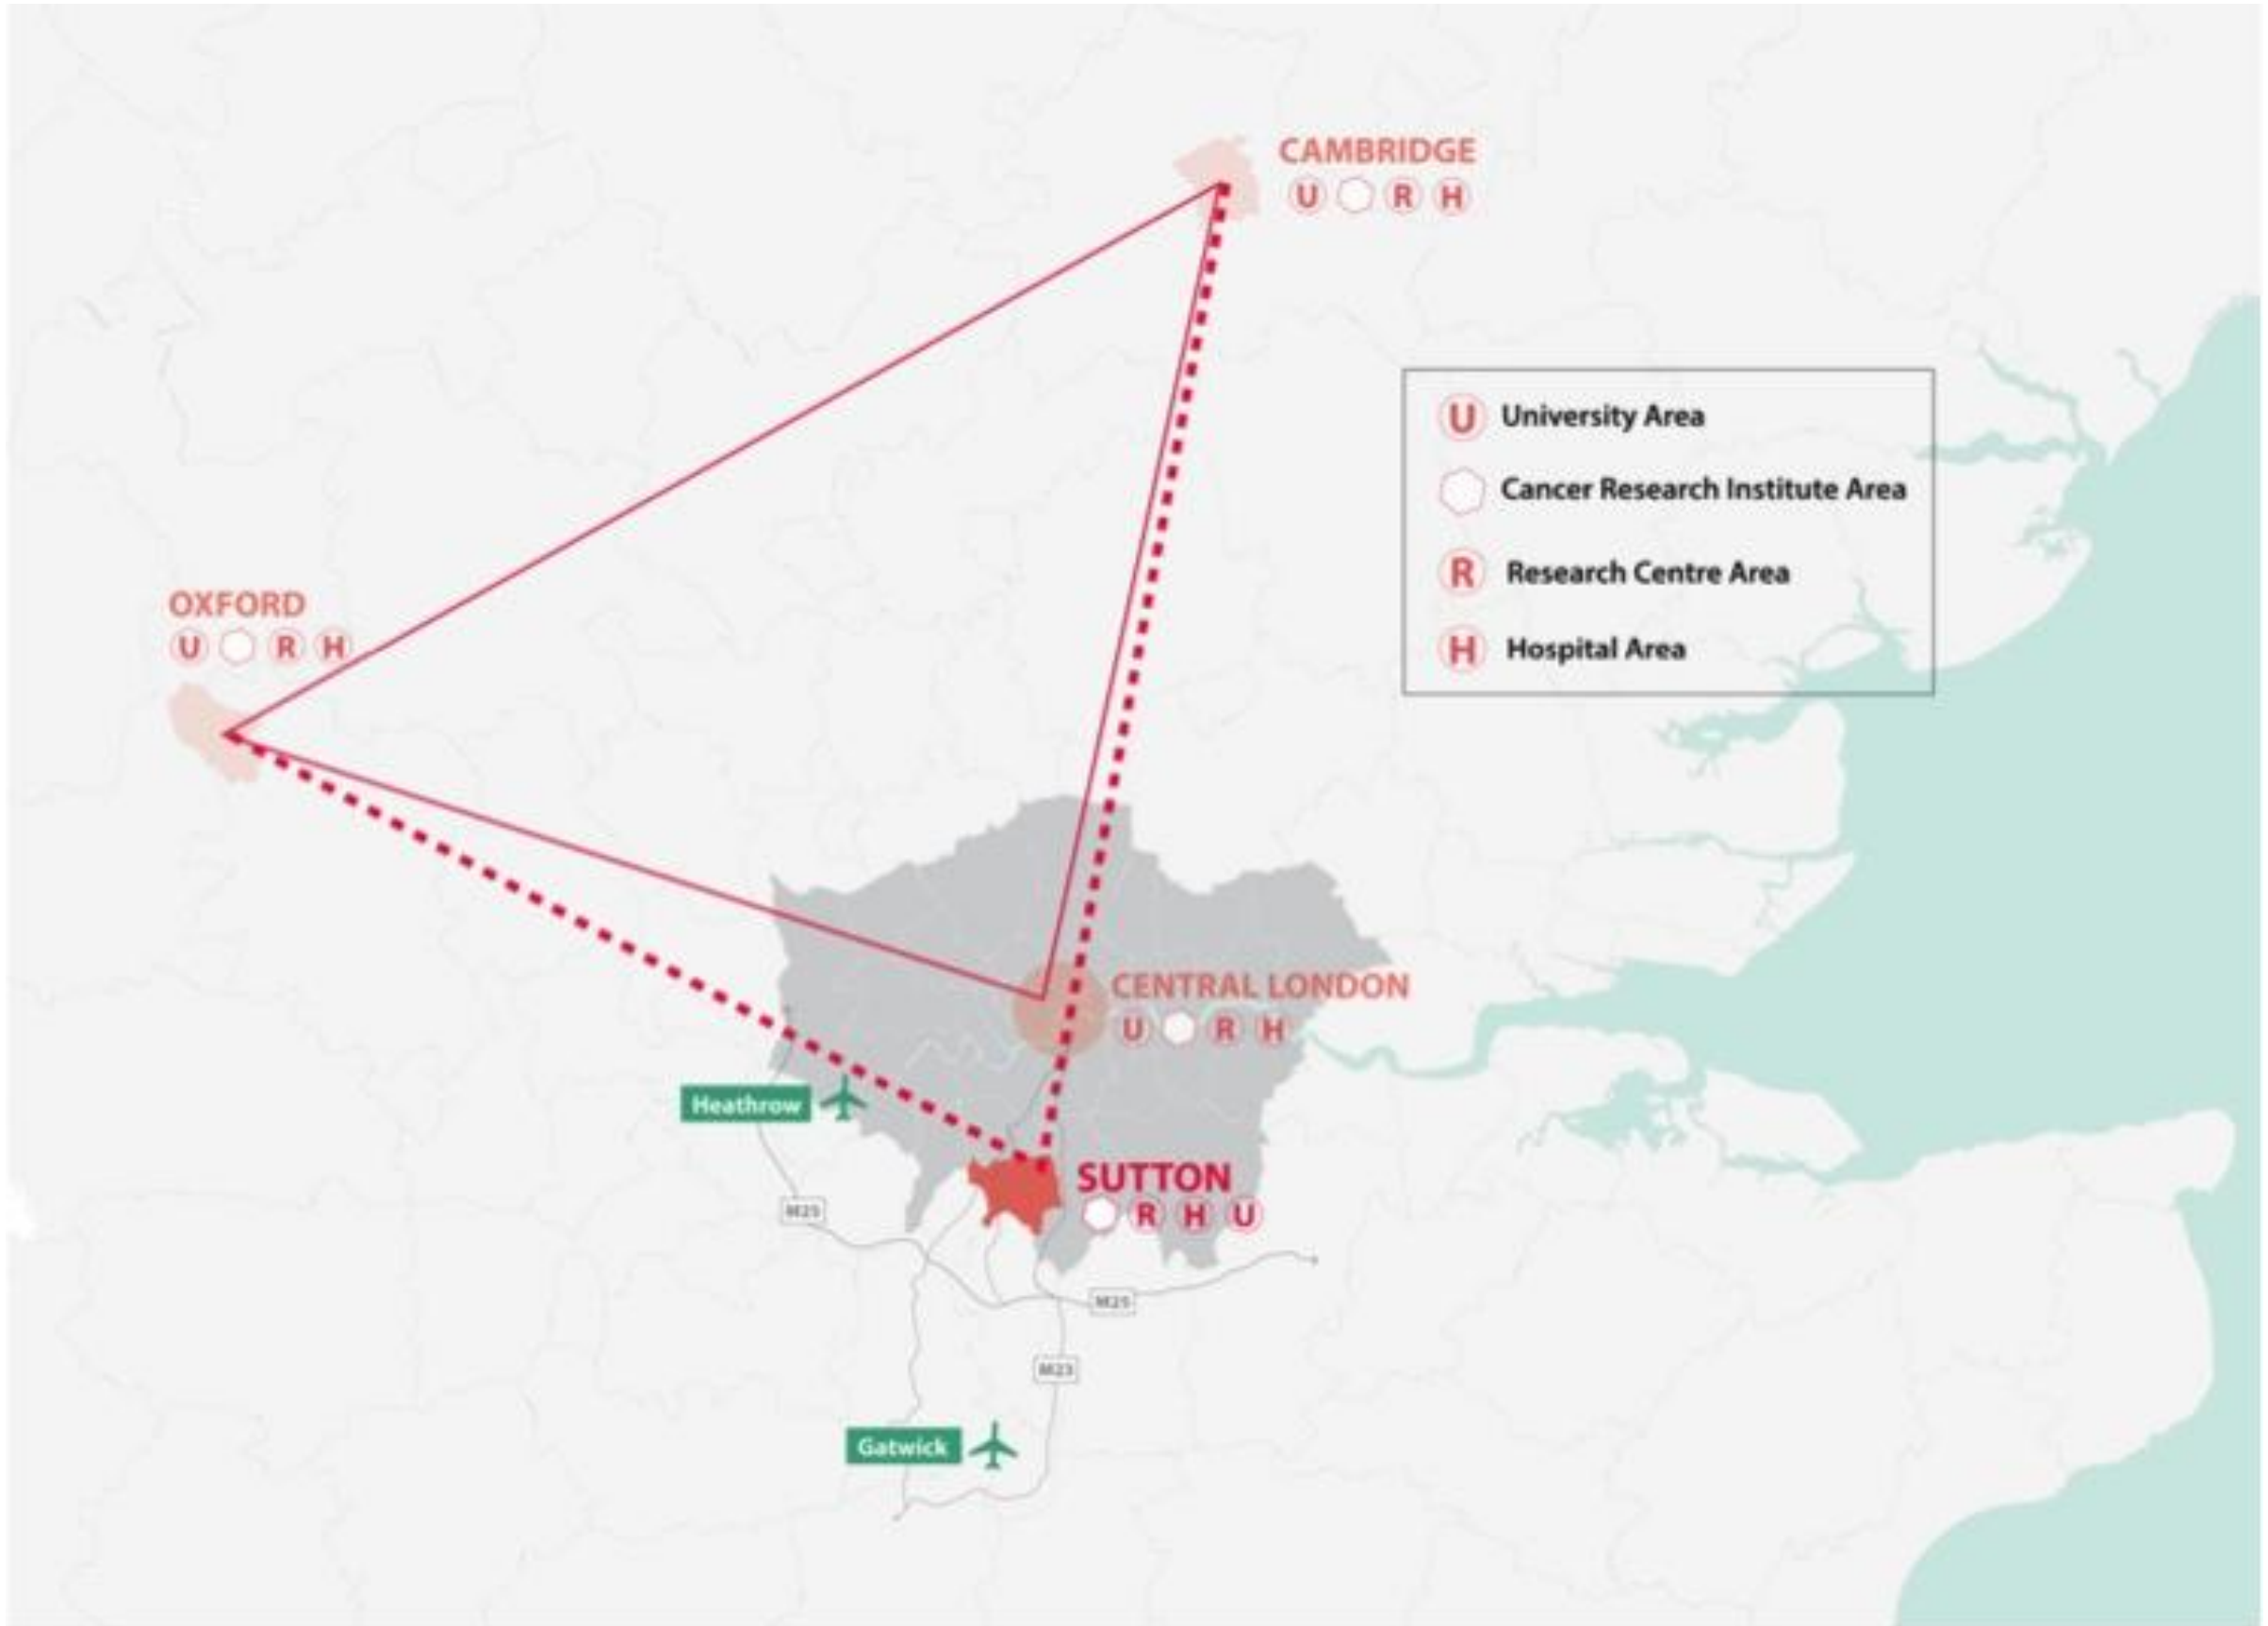 CAMBRIDGE
U R H
University Area
Cancer Research Institute Area
Research Centre Area
Hospital Area
U
R
H
OXFORD
U R H
CENTRAL LONDON
U R H
Heathrow
SUTTON
R H U
M25
M25
M23
Gatwick